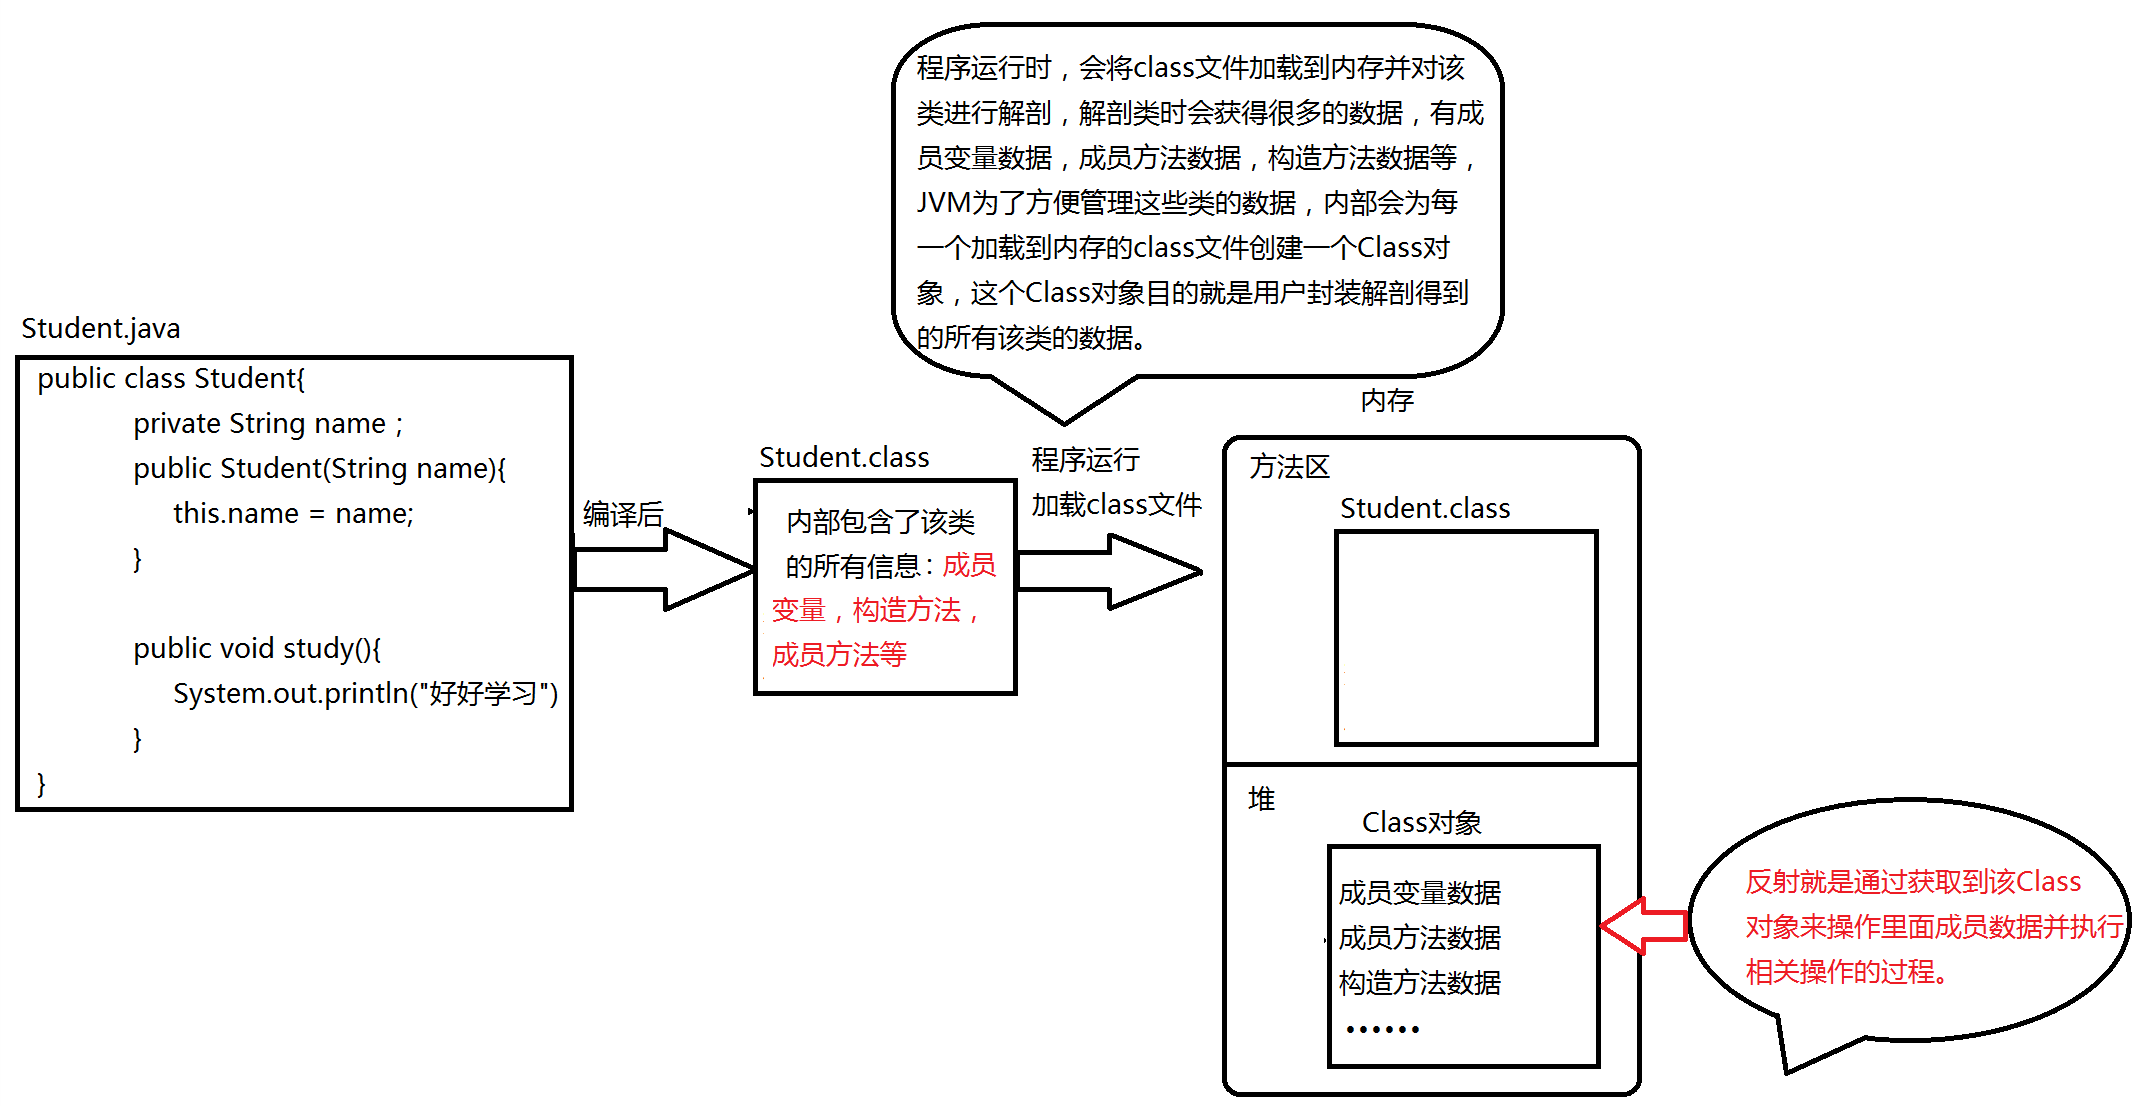 程序运行时，会将class文件加载到内存并对该
类进行解剖，解剖类时会获得很多的数据，有成
员变量数据，成员方法数据，构造方法数据等，
JVM为了方便管理这些类的数据，内部会为每
一个加载到内存的class文件创建一个Class对
象，这个Class对象目的就是用户封装解剖得到
的所有该类的数据。
Student.java
public class Student{
private String name；
public Student(String name){
this.name = name;
}
public void study(){
System.out.println("好好学习")
}
}
编译后
Student.class
内部包含了该类
的所有信息：成员
变量，构造方法，
成员方法等
程序运行
加载class文件
内存
方法区
Student.class
堆
Class对象
成员变量数据
成员方法数据
构造方法数据
••••••
反射就是通过获取到该Class
对象来操作里面成员数据并执行
相关操作的过程。